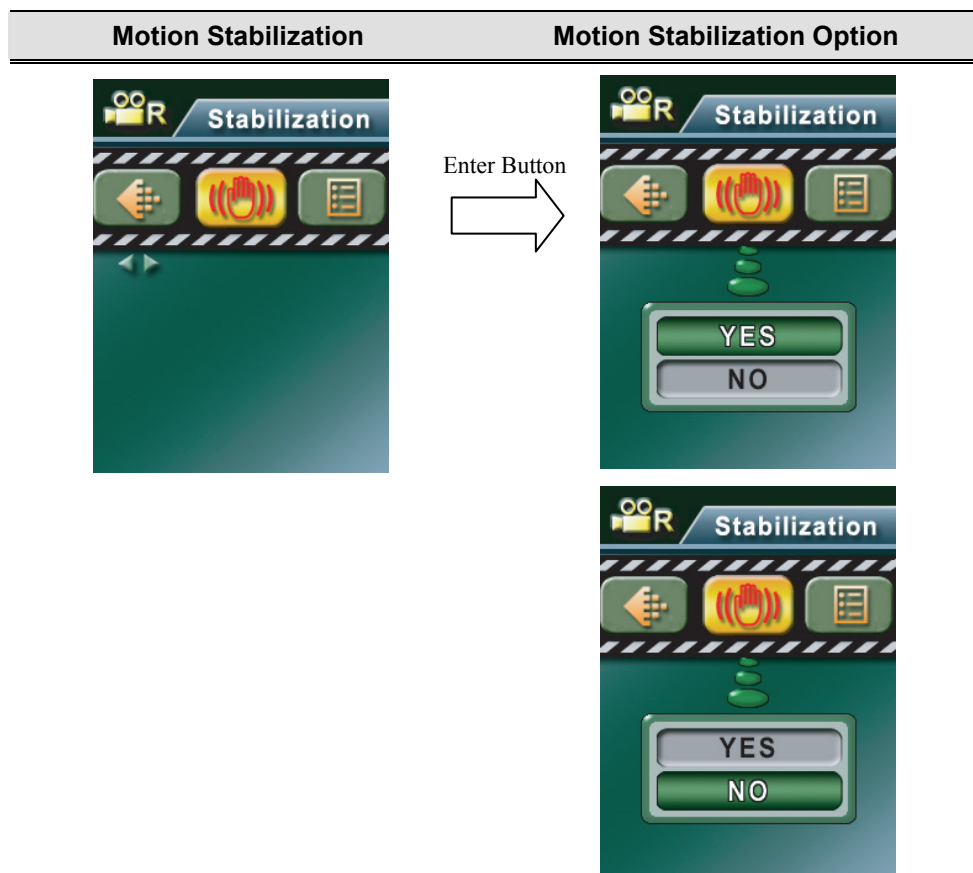 Motion Stabilization Motion Stabilization Option
R Stabilization
Enter Button
R Stabilization
YES
NO
R Stabilization
YES
NO